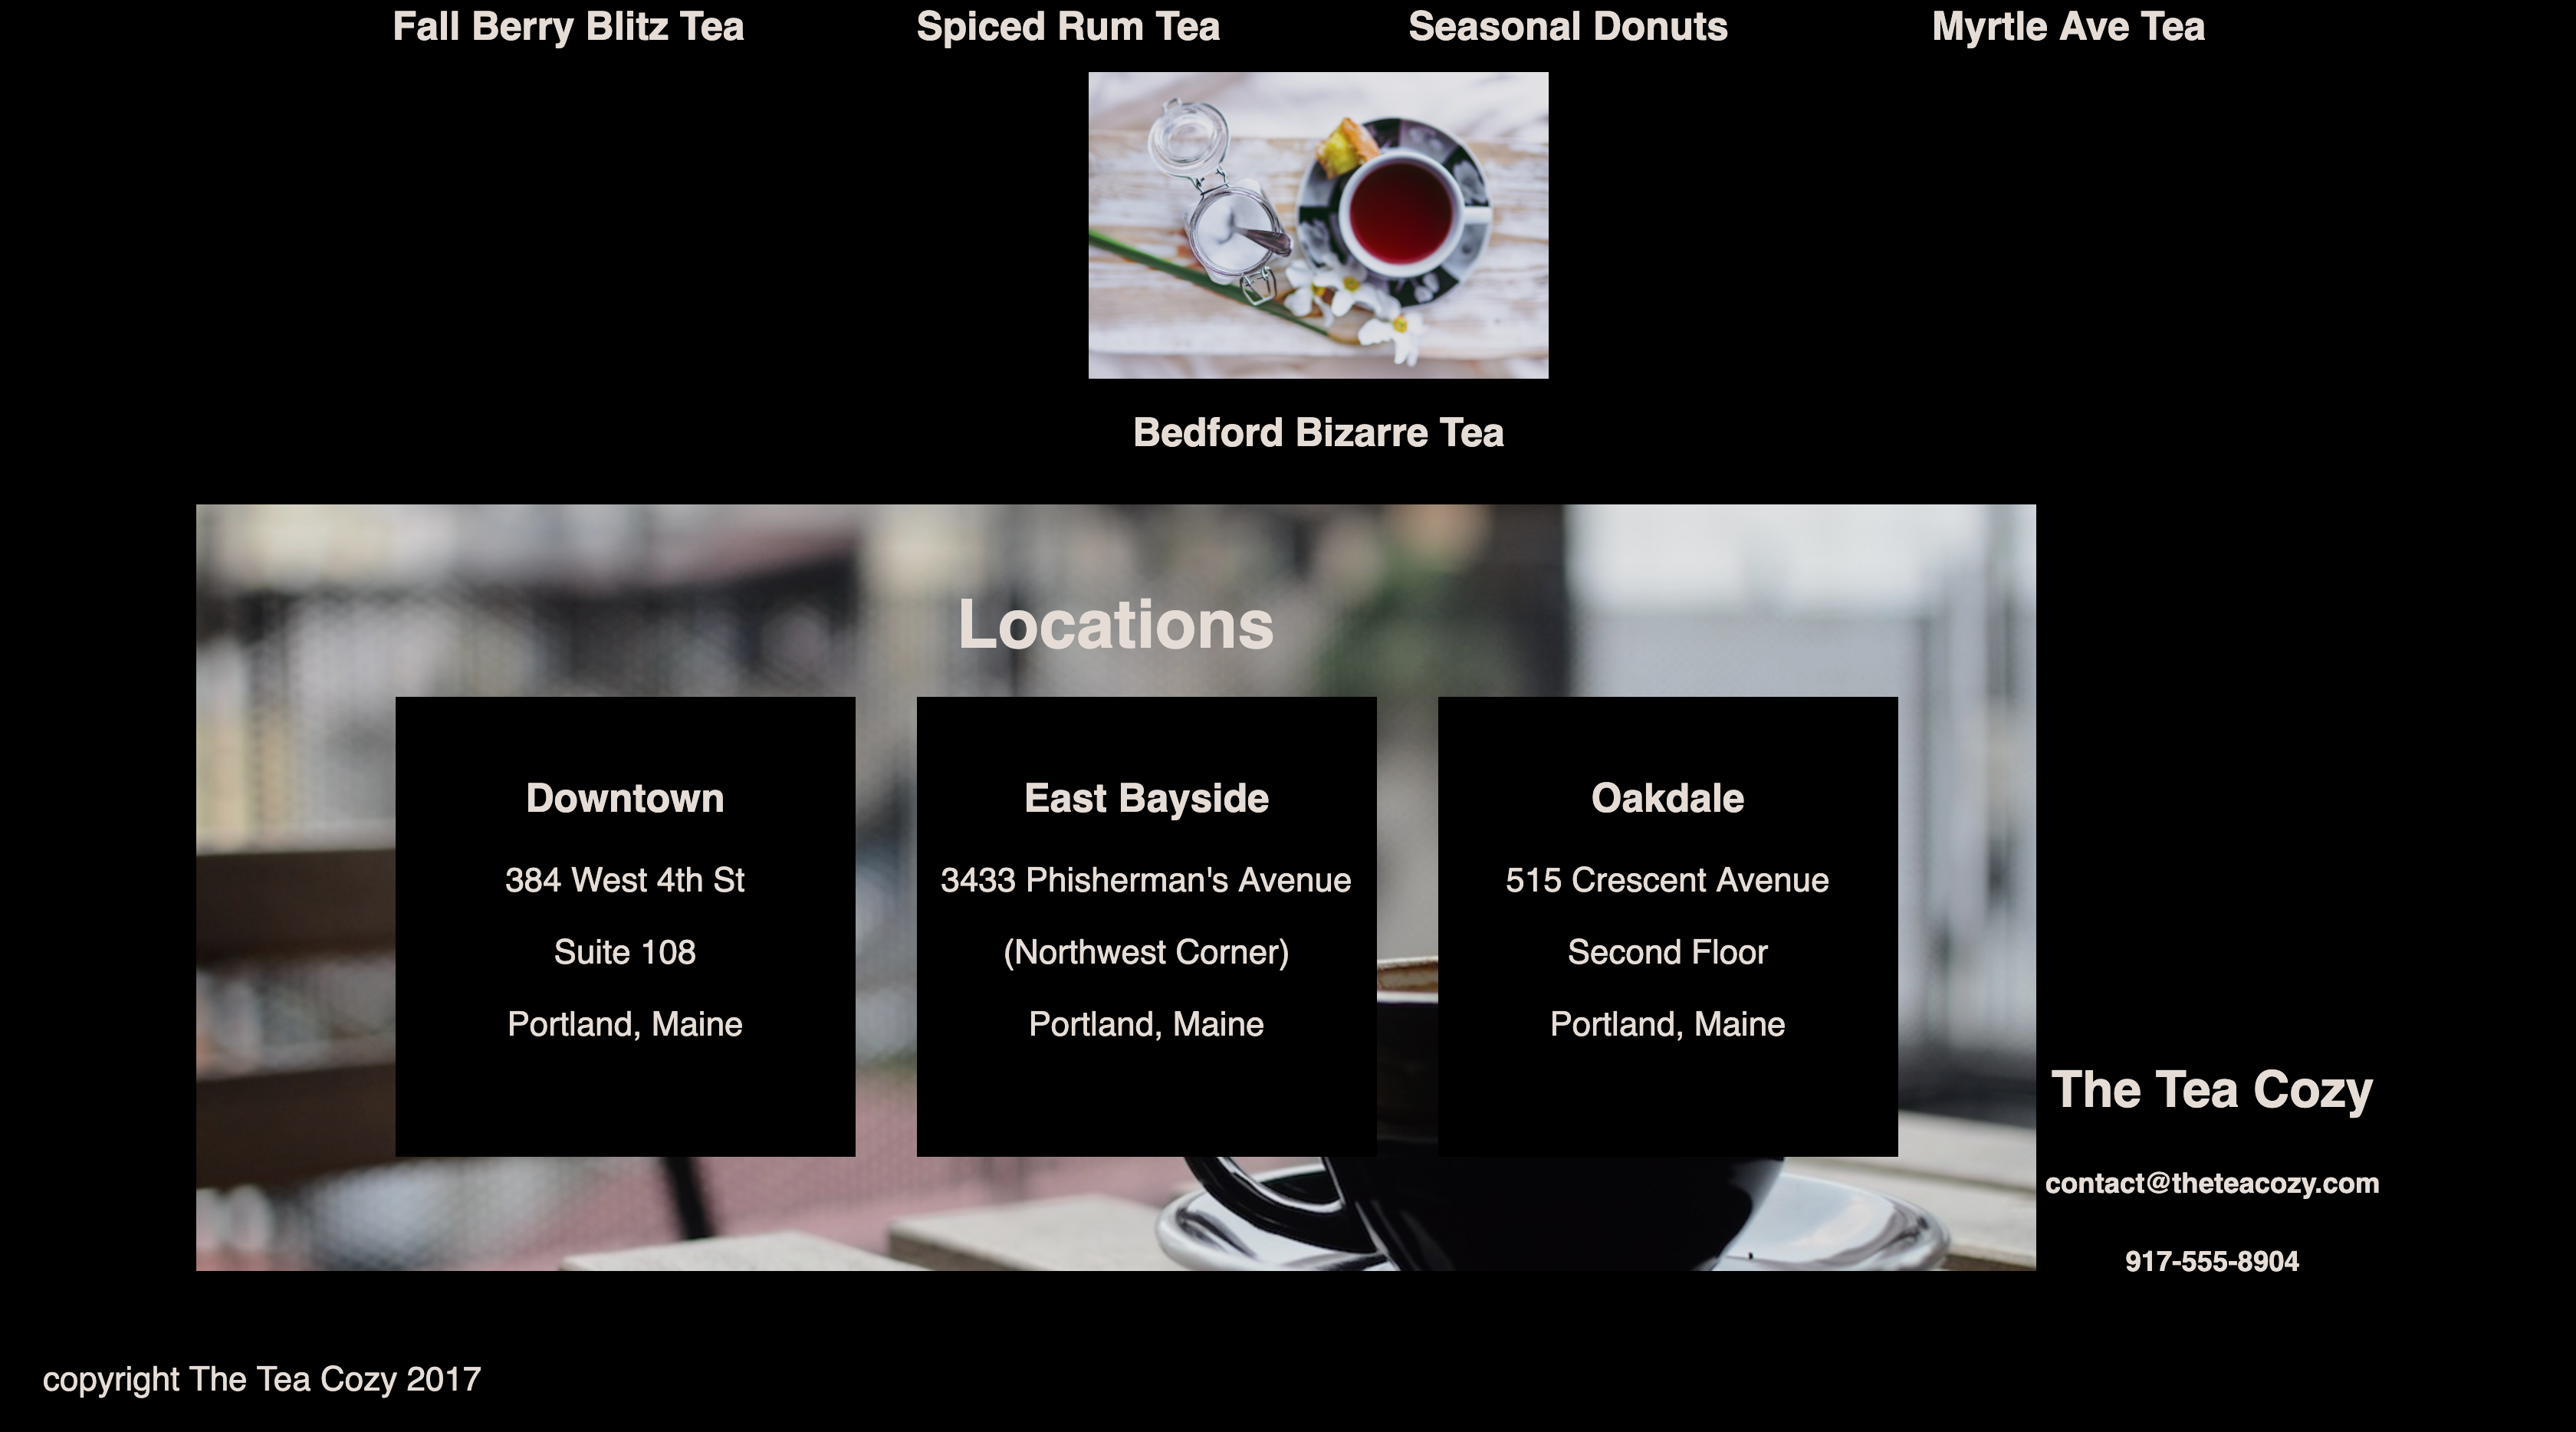 Fall Berry Blitz Tea
Spiced Rum Tea
Seasonal Donuts
Myrtle Ave Tea
Bedford Bizarre Tea
Locations
Downtown
384 West 4th St
Suite 108
Portland, Maine
East Bayside
3433 Phisherman's Avenue
(Northwest Corner)
Portland, Maine
Oakdale
515 Crescent Avenue
Second Floor
Portland, Maine
The Tea Cozy
contact@theteacozy.com
917-555-8904
copyright The Tea Cozy 2017